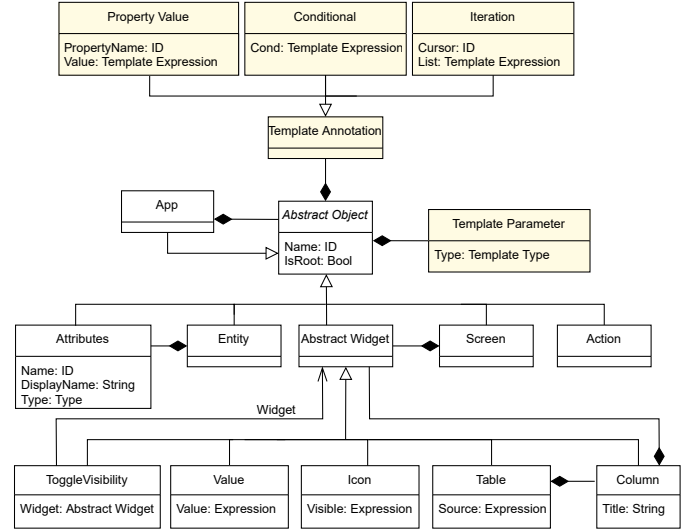 Property Value
PropertyName: ID
Value: Template Expression
Conditional
Cond: Template Expression
Iteration
Cursor: ID
List: Template Expression
Template Annotation
App
Abstract Object
Name: ID
IsRoot: Bool
Template Parameter
Type: Template Type
Attributes
Name: ID
DisplayName: String
Type: Type
Entity
Abstract Widget
Screen
Action
Widget
ToggleVisibility
Widget: Abstract Widget
Value
Value: Expression
Icon
Visible: Expression
Table
Source: Expression
Column
Title: String